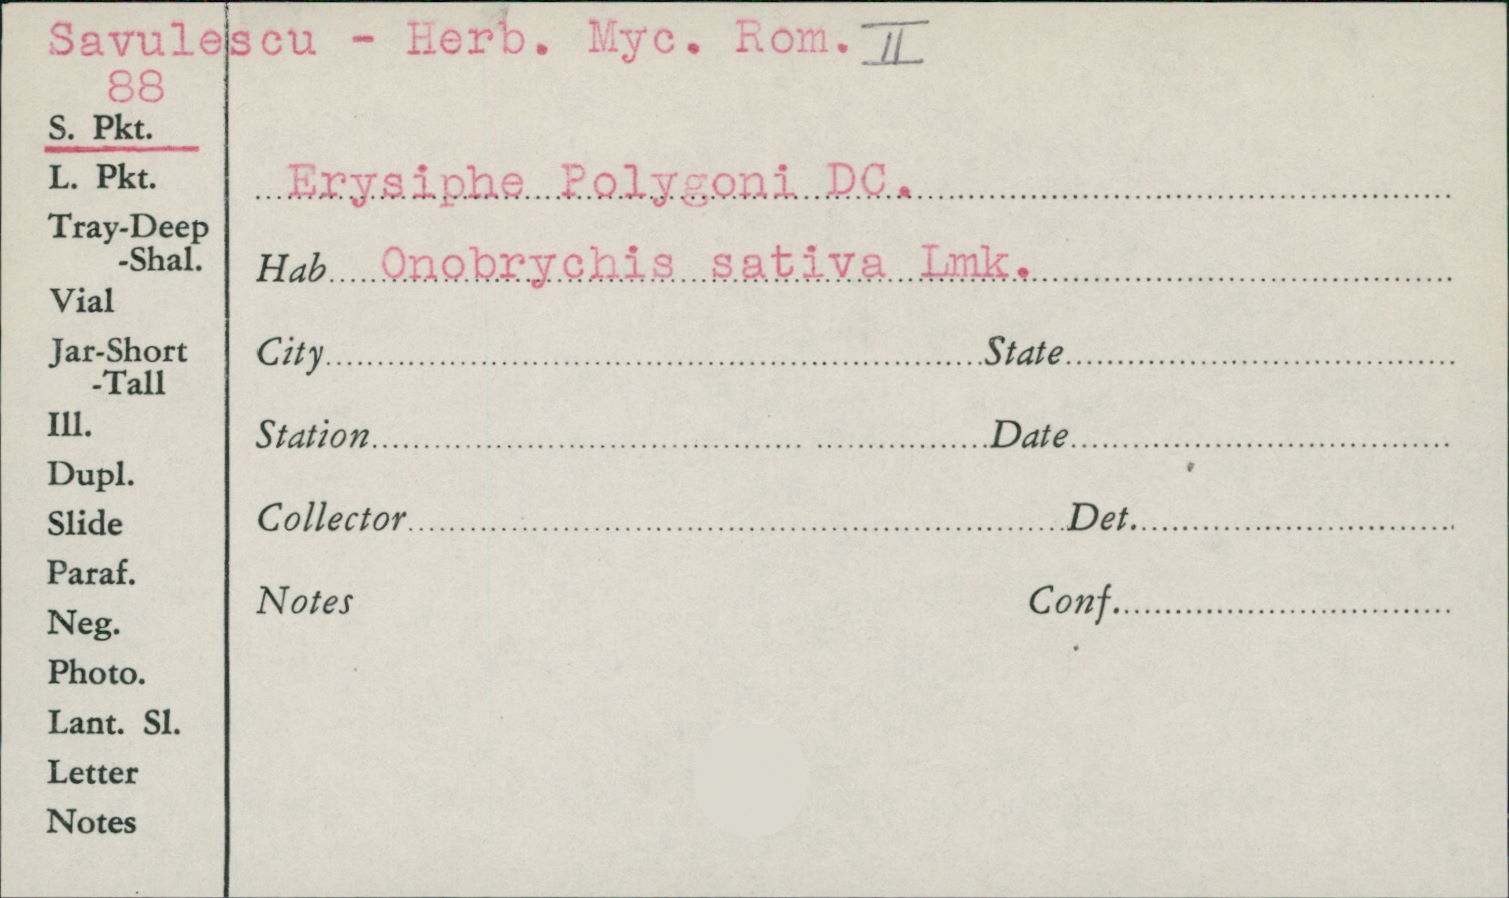 Savulescu - Herb. Myc. Rom. II
88
S. Pkt.
L. Pkt.
Tray-Deep
-Shal.
Vial
Jar-Short
-Tall
Ill.
Dupl.
Slide
Paraf.
Neg.
Photo.
Lant. Sl.
Letter
Notes
Erysiphe Polygoni DC.
Hab Onobrychis sativa Lmk.
City State
Station Date
Collector Det.
Notes Conf.